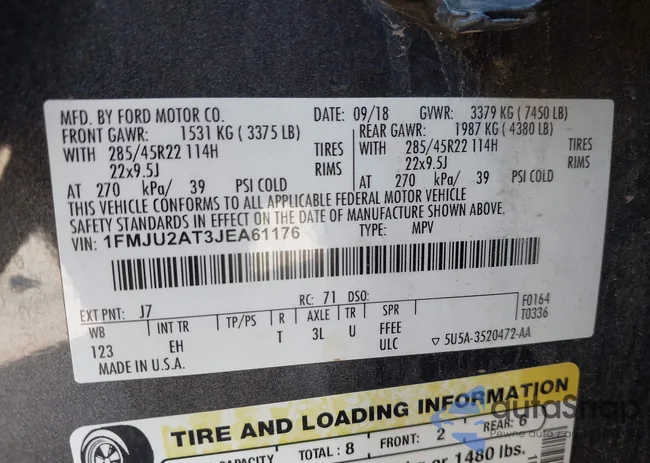 MFD. BY FORD MOTOR CO. DATE: 09/18 GVWR: 3379 KG ( 7450 LB)
FRONT GAWR: 1531 KG ( 3375 LB) REAR GAWR: 1987 KG ( 4380 LB)
WITH 285/45R22 114H TIRES WITH 285/45R22 114H TIRES
22x9.5J RIMS 22x9.5J RIMS
AT 270 kPa/ 39 PSI COLD AT 270 kPa/ 39 PSI COLD
THIS VEHICLE CONFORMS TO ALL APPLICABLE FEDERAL MOTOR VEHICLE
SAFETY STANDARDS IN EFFECT ON THE DATE OF MANUFACTURE SHOWN ABOVE.
VIN: 1FMJU2AT3JEA61176 TYPE: MPV
EXT PNT: J7 RC: 71 DSO: F0164
WB INT TR TP/PS R AXLE TR SPR T0336
123 EH T 3L U FFEE
ULC ▽ 5U5A-3520472-AA
MADE IN U.S.A.
TIRE AND LOADING INFORMATION
TOTAL : 8 FRONT: 2 REAR: 6
or 1480 lbs.